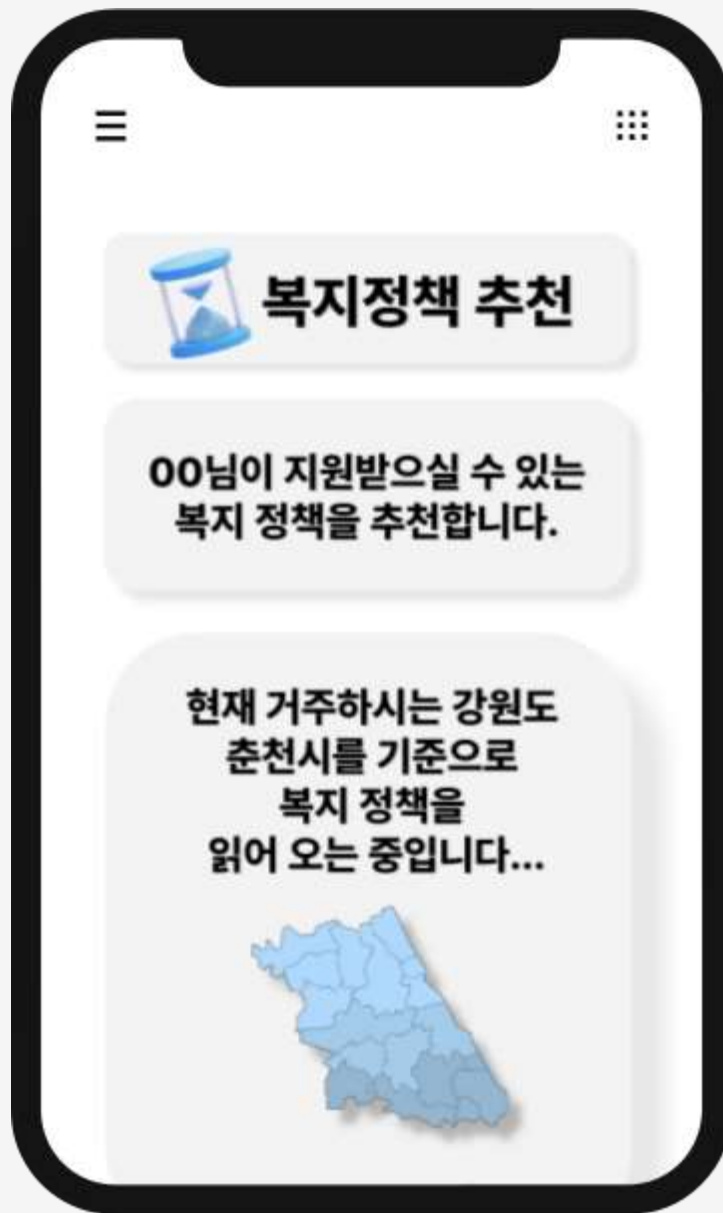 복지정책 추천
OO님이 지원받으실 수 있는
복지 정책을 추천합니다.
현재 거주하시는 강원도
춘천시를 기준으로
복지 정책을
읽어 오는 중입니다...